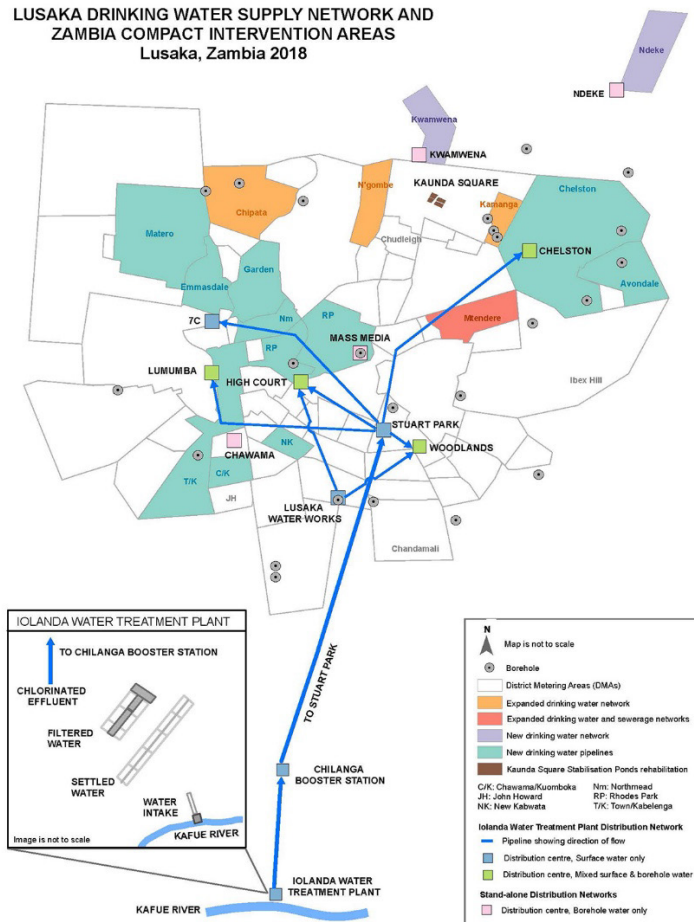 LUSAKA DRINKING WATER SUPPLY NETWORK AND
ZAMBIA COMPACT INTERVENTION AREAS
Lusaka, Zambia 2018
Ndeke
NDEKE
Kwamwena
KWAMWENA
N'gombe
KAUNDA SQUARE
Chelston
Chipata
Kamanga
Matero
Chudleigh
CHELSTON
Garden
Emmasdale
Avondale
7C
Nm
RP
Mtendere
MASS MEDIA
RP
LUMUMBA
HIGH COURT
Ibex Hill
STUART PARK
CHAWAMA
NK
WOODLANDS
T/K
C/K
JH
LUSAKA
WATER WORKS
Chandamali
TO STUART PARK
CHILANGA
BOOSTER STATION
IOLANDA WATER
TREATMENT PLANT
KAFUE RIVER
IOLANDA WATER TREATMENT PLANT
TO CHILANGA BOOSTER STATION
CHLORINATED
EFFLUENT
FILTERED
WATER
SETTLED
WATER
WATER
INTAKE
KAFUE RIVER
Image is not to scale
N
Map is not to scale
Borehole
District Metering Areas (DMAs)
Expanded drinking water network
Expanded drinking water and sewerage networks
New drinking water network
New drinking water pipelines
Kaunda Square Stabilisation Ponds rehabilitation
C/K: Chawama/Kuomboka Nm: Northmead
JH: John Howard RP: Rhodes Park
NK: New Kabwata T/K: Town/Kabelenga
Iolanda Water Treatment Plant Distribution Network
Pipeline showing direction of flow
Distribution centre, Surface water only
Distribution centre, Mixed surface & borehole water
Stand-alone Distribution Networks
Distribution centre, Borehole water only